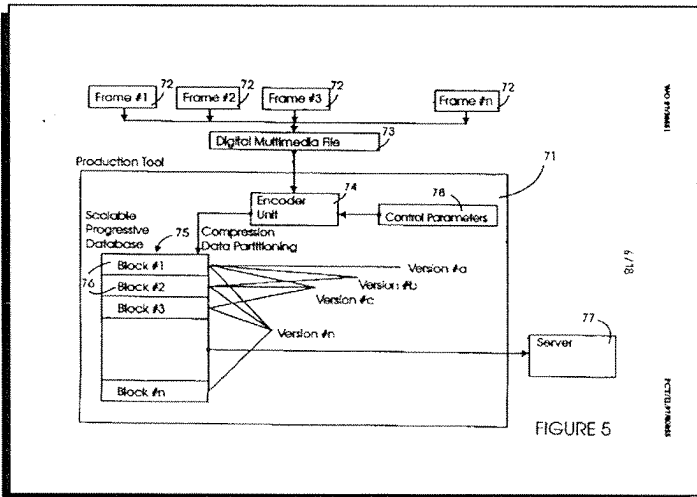 72
72
72
72
Frame #1
Frame #2
Frame #3
Frame #n
73
Digital Multimedia File
Production Tool
71
74
Encoder
Unit
78
Control Parameters
Scalable
Progressive
Database
75
Compression
Data Partitioning
Block #1
76
Block #2
Block #3
Block #n
Version #a
Version #b
Version #c
Version #n
77
Server
FIGURE 5
6/18